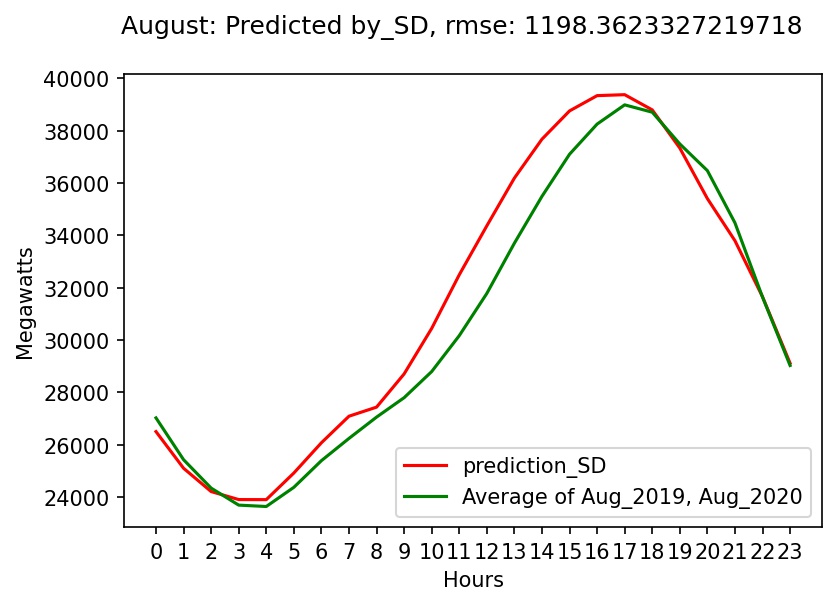 August: Predicted by_SD, rmse: 1198.3623327219718
40000
38000
36000
34000
32000
30000
28000
26000
24000
Megawatts
prediction_SD
Average of Aug_2019, Aug_2020
0 1 2 3 4 5 6 7 8 9 10 11 12 13 14 15 16 17 18 19 20 21 22 23
Hours